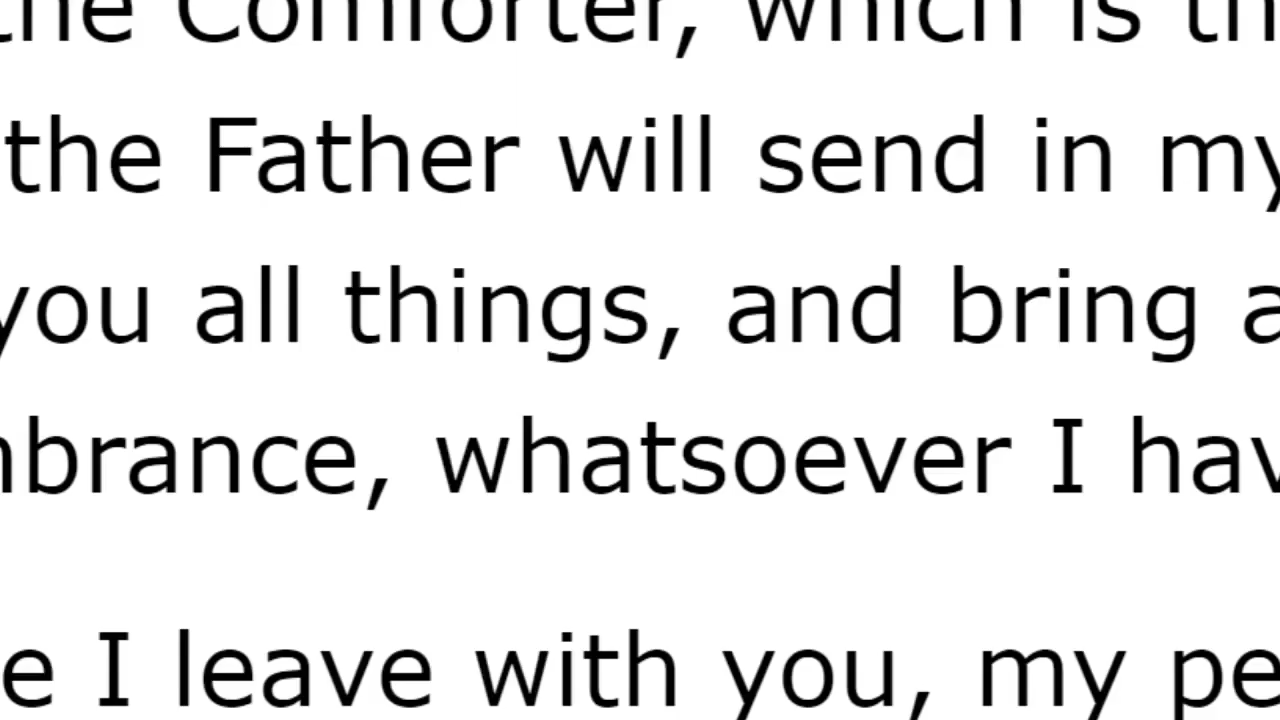 the Comforter, which is th
the Father will send in my
you all things, and bring a
mbrance, whatsoever I hav
e I leave with you, my pe